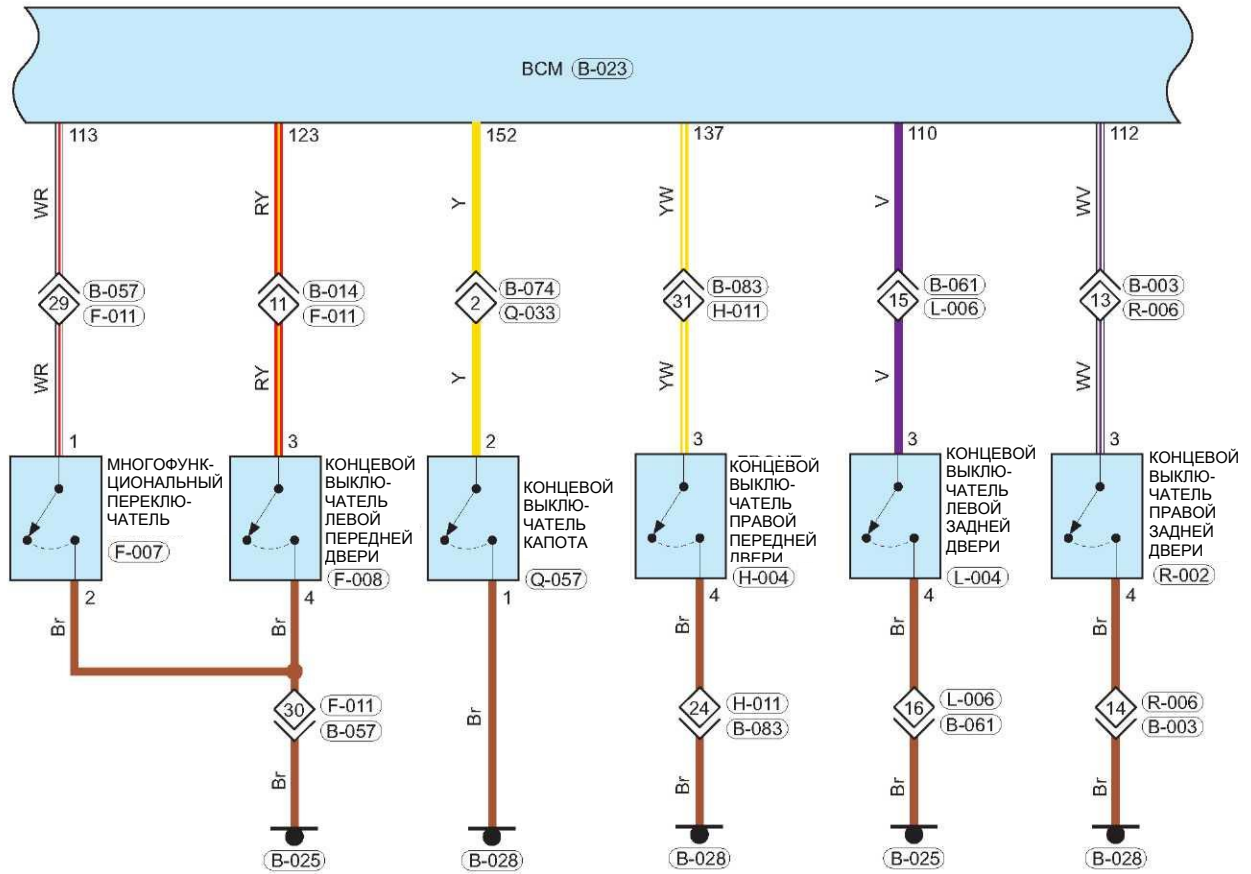 BCM B-023
113 123 152 137 110 112
WR RY Y YW V WV
29 B-057 F-011
11 B-014 F-011
2 B-074 Q-033
31 B-083 H-011
15 B-061 L-006
13 B-003 R-006
WR RY Y YW V WV
1 3 2 3 3 3
МНОГОФУНК-
ЦИОНАЛЬНЫЙ
ПЕРЕКЛЮ-
ЧАТЕЛЬ
F-007
КОНЦЕВОЙ
ВЫКЛЮ-
ЧАТЕЛЬ
ЛЕВОЙ
ПЕРЕДНЕЙ
ДВЕРИ
F-008
КОНЦЕВОЙ
ВЫКЛЮ-
ЧАТЕЛЬ
КАПОТА
Q-057
КОНЦЕВОЙ
ВЫКЛЮ-
ЧАТЕЛЬ
ПРАВОЙ
ПЕРЕДНЕЙ
ДВЕРИ
H-004
КОНЦЕВОЙ
ВЫКЛЮ-
ЧАТЕЛЬ
ЛЕВОЙ
ЗАДНЕЙ
ДВЕРИ
L-004
КОНЦЕВОЙ
ВЫКЛЮ-
ЧАТЕЛЬ
ПРАВОЙ
ЗАДНЕЙ
ДВЕРИ
R-002
2 4 1 4 4 4
Br Br Br Br Br
30 F-011 B-057
24 H-011 B-083
16 L-006 B-061
14 R-006 B-003
Br Br Br Br Br
B-025 B-028 B-028 B-025 B-028